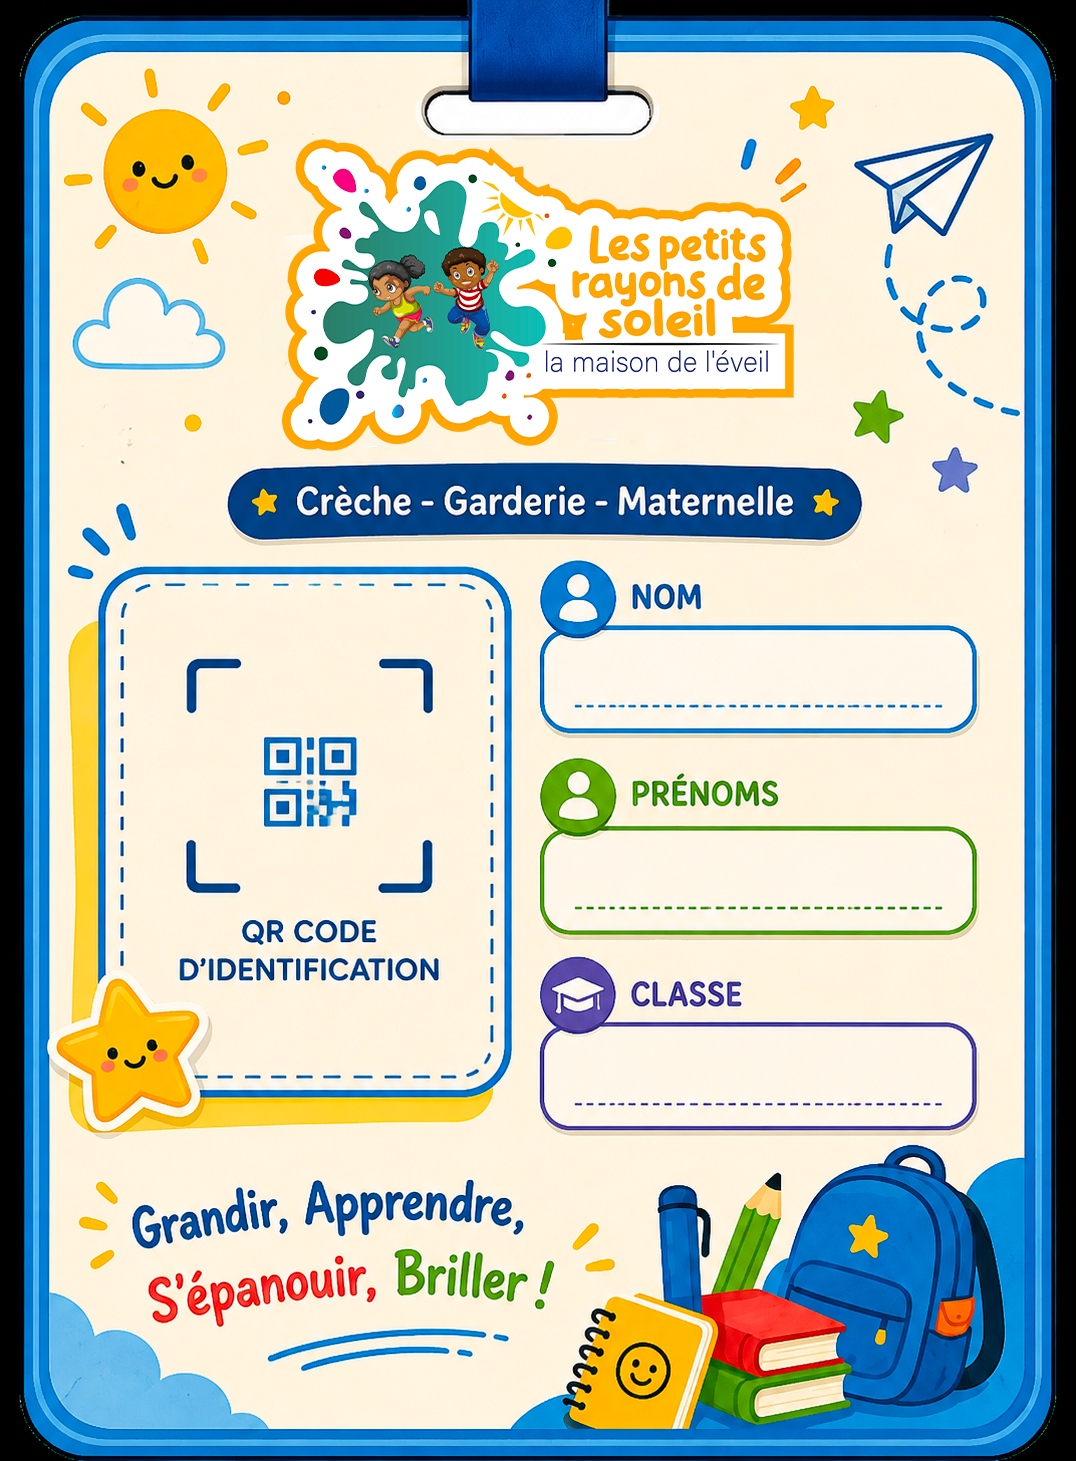 Les petits
rayons de
soleil
la maison de l'éveil
Crèche - Garderie - Maternelle
NOM
PRÉNOMS
QR CODE
D'IDENTIFICATION
CLASSE
Grandir, Apprendre,
S'épanouir, Briller !